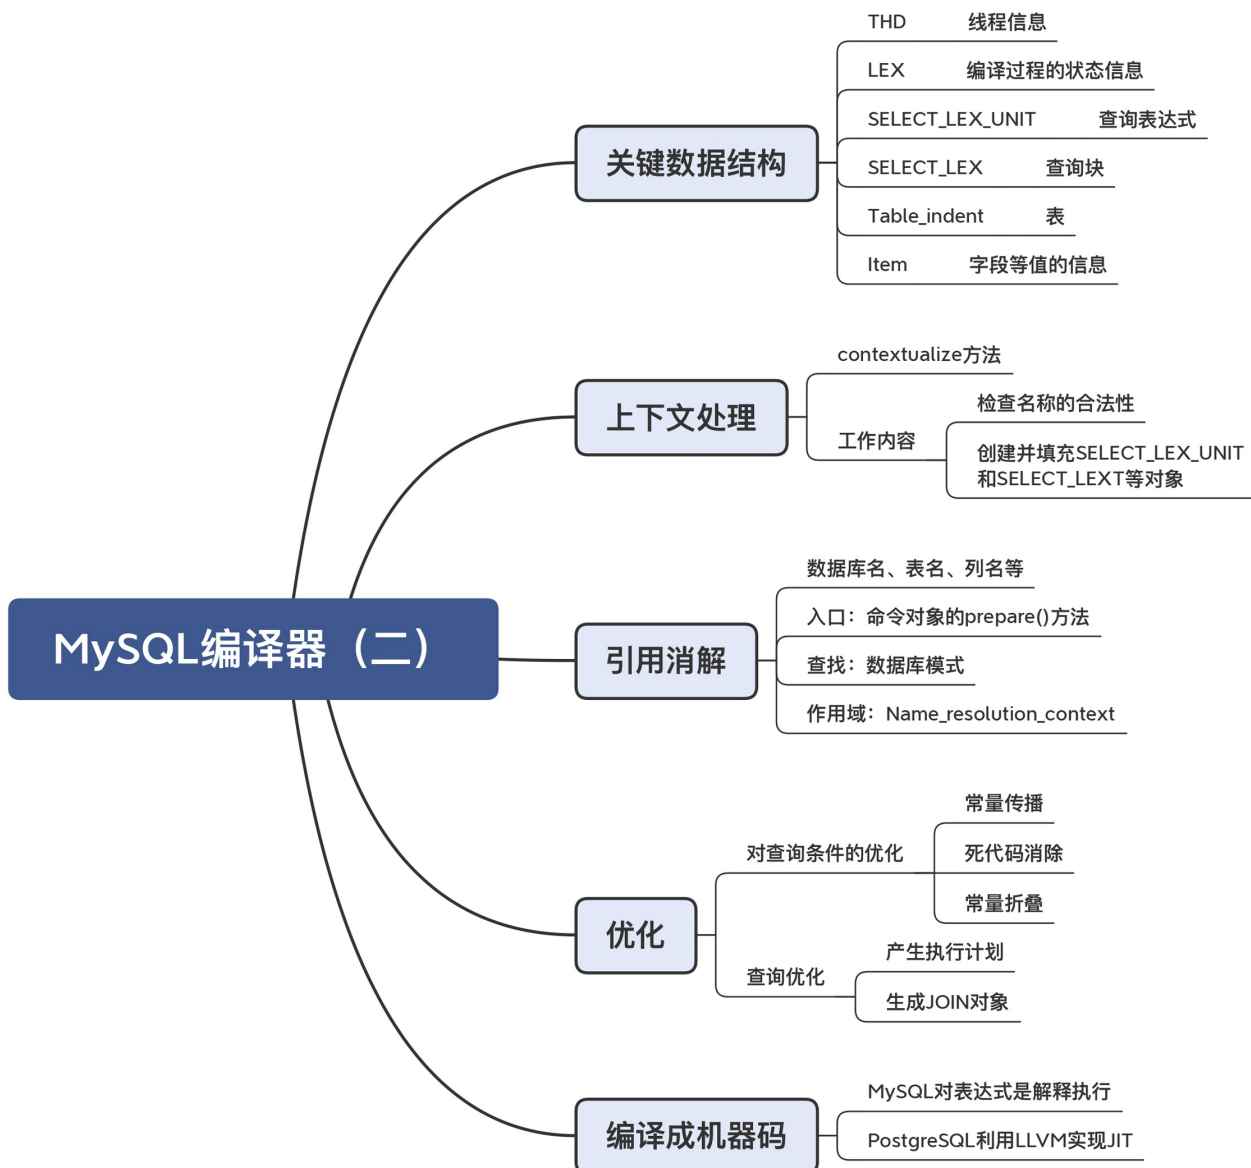 THD 线程信息
LEX 编译过程的状态信息
SELECT_LEX_UNIT 查询表达式
关键数据结构
SELECT_LEX 查询块
Table_indent 表
Item 字段等值的信息
contextualize方法
上下文处理
检查名称的合法性
工作内容
创建并填充SELECT_LEX_UNIT
和SELECT_LEXT等对象
MySQL编译器（二）
数据库名、表名、列名等
入口：命令对象的prepare()方法
引用消解
查找：数据库模式
作用域：Name_resolution_context
常量传播
对查询条件的优化
死代码消除
常量折叠
优化
产生执行计划
查询优化
生成JOIN对象
MySQL对表达式是解释执行
编译成机器码
PostgreSQL利用LLVM实现JIT